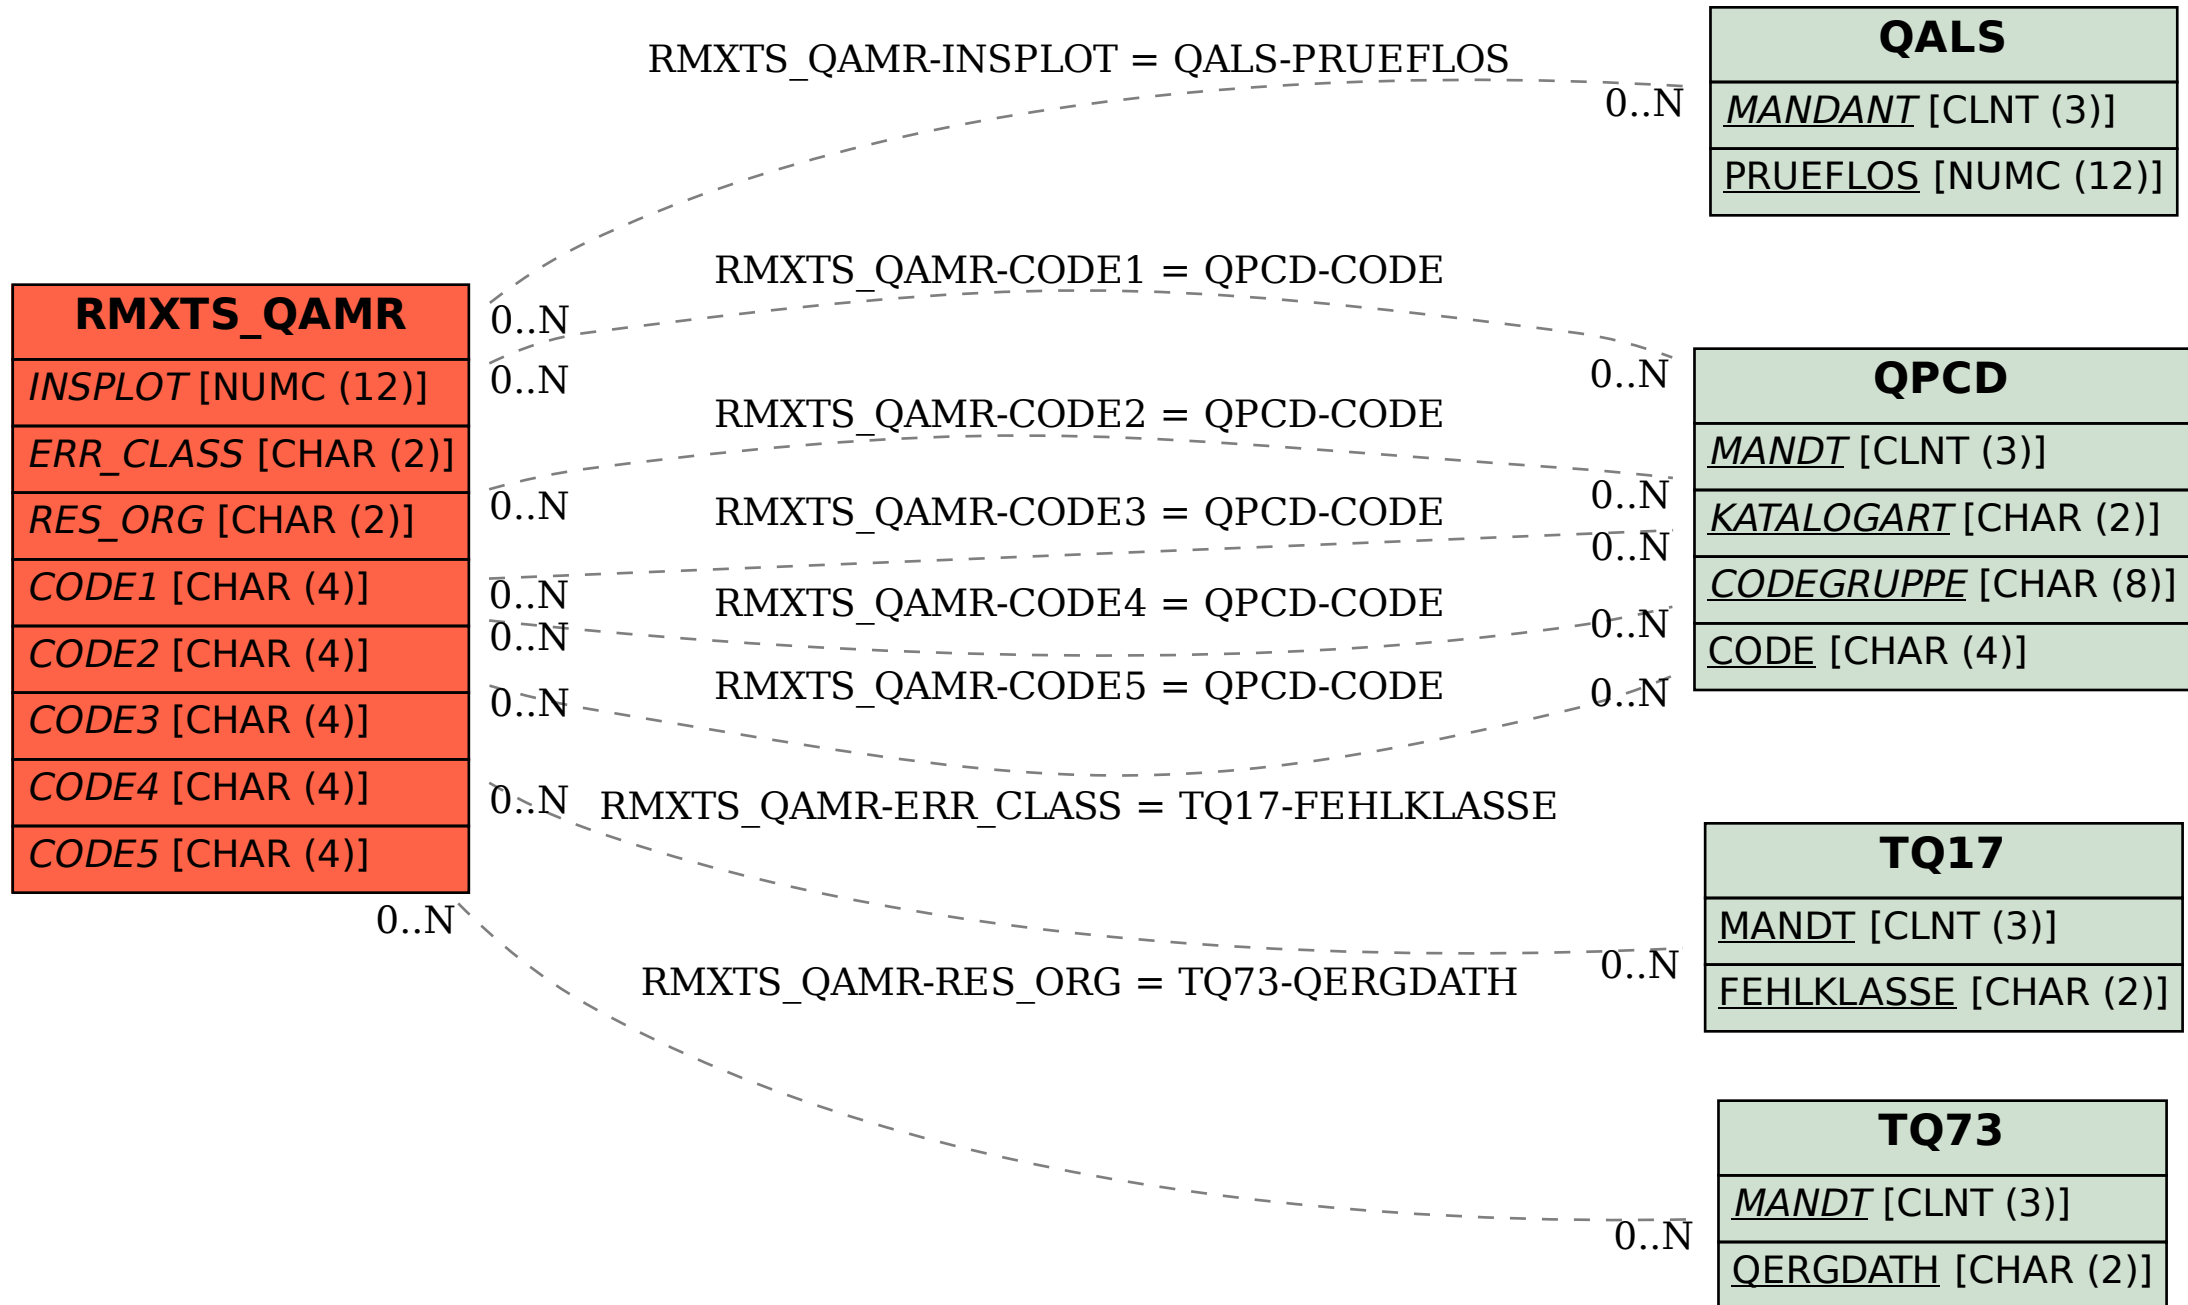 RMXTS_QAMR
INSPLOT [NUMC (12)]
ERR_CLASS [CHAR (2)]
RES_ORG [CHAR (2)]
CODE1 [CHAR (4)]
CODE2 [CHAR (4)]
CODE3 [CHAR (4)]
CODE4 [CHAR (4)]
CODE5 [CHAR (4)]
RMXTS_QAMR-INSPLOT = QALS-PRUEFLOS
0..N
0..N
RMXTS_QAMR-CODE1 = QPCD-CODE
0..N
0..N
RMXTS_QAMR-CODE2 = QPCD-CODE
0..N
0..N
RMXTS_QAMR-CODE3 = QPCD-CODE
0..N
0..N
RMXTS_QAMR-CODE4 = QPCD-CODE
0..N
0..N
RMXTS_QAMR-CODE5 = QPCD-CODE
0..N
0..N
RMXTS_QAMR-ERR_CLASS = TQ17-FEHLKLASSE
0..N
0..N
RMXTS_QAMR-RES_ORG = TQ73-QERGDATH
0..N
0..N
QALS
MANDANT [CLNT (3)]
PRUEFLOS [NUMC (12)]
QPCD
MANDT [CLNT (3)]
KATALOGART [CHAR (2)]
CODEGRUPPE [CHAR (8)]
CODE [CHAR (4)]
TQ17
MANDT [CLNT (3)]
FEHLKLASSE [CHAR (2)]
TQ73
MANDT [CLNT (3)]
QERGDATH [CHAR (2)]